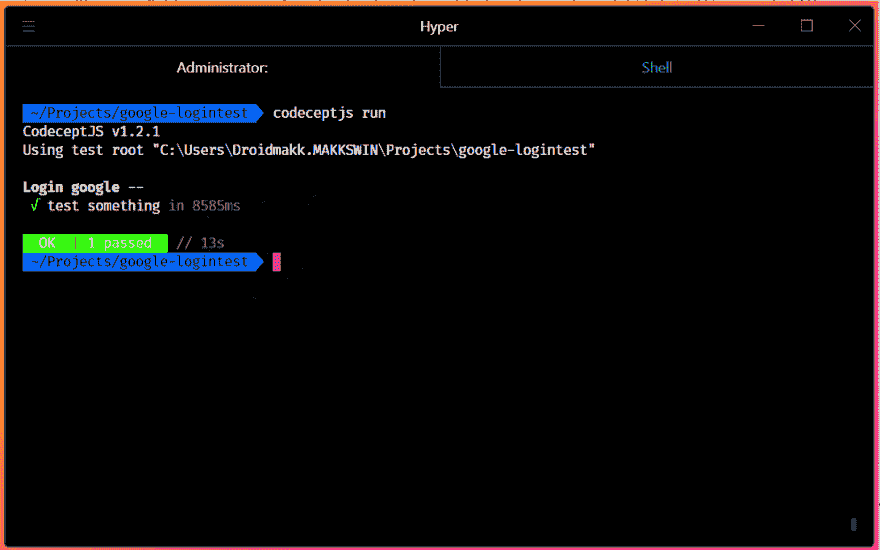 Hyper
Administrator:
Shell
~/Projects/google-logintest codeceptjs run
CodeceptJS v1.2.1
Using test root "C:\Users\Droidmakk.MAKKSWIN\Projects\google-logintest"
Login google --
√ test something in 8585ms
OK | 1 passed // 13s
~/Projects/google-logintest